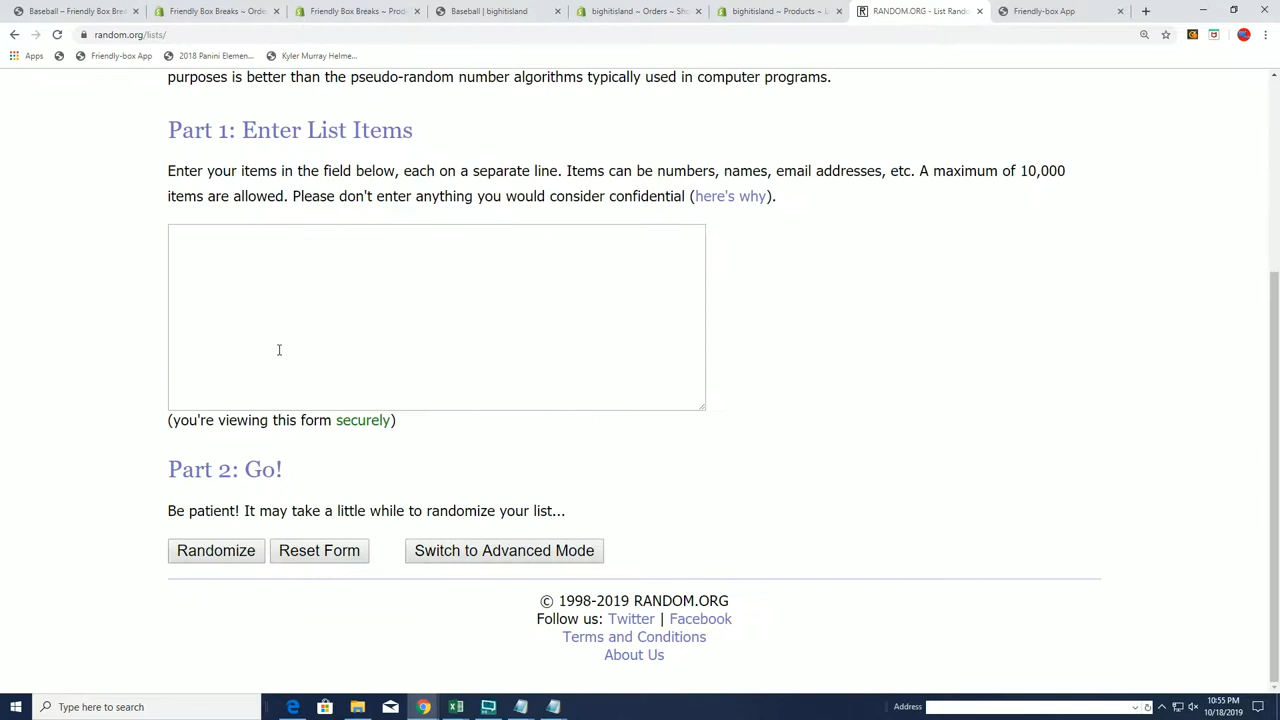 Baseball – Friendly Box Break
Friendly Box Breaks ~ Orde
Friendly Box Breaks ~ Prod
Baseball | bighitisland
bighitisland ~ Orders ~ Sho
bighitisland ~ Products ~ L
RANDOM.ORG - List Rando
Friendly-box App
random.org/lists/
Apps Friendly-box App 2018 Panini Elemen... Kyler Murray Helme...
purposes is better than the pseudo-random number algorithms typically used in computer programs.
Part 1: Enter List Items
Enter your items in the field below, each on a separate line. Items can be numbers, names, email addresses, etc. A maximum of 10,000
items are allowed. Please don't enter anything you would consider confidential (here's why).
(you're viewing this form securely)
Part 2: Go!
Be patient! It may take a little while to randomize your list...
Randomize Reset Form Switch to Advanced Mode
© 1998-2019 RANDOM.ORG
Follow us: Twitter | Facebook
Terms and Conditions
About Us
Type here to search
Address
10:55 PM
10/18/2019